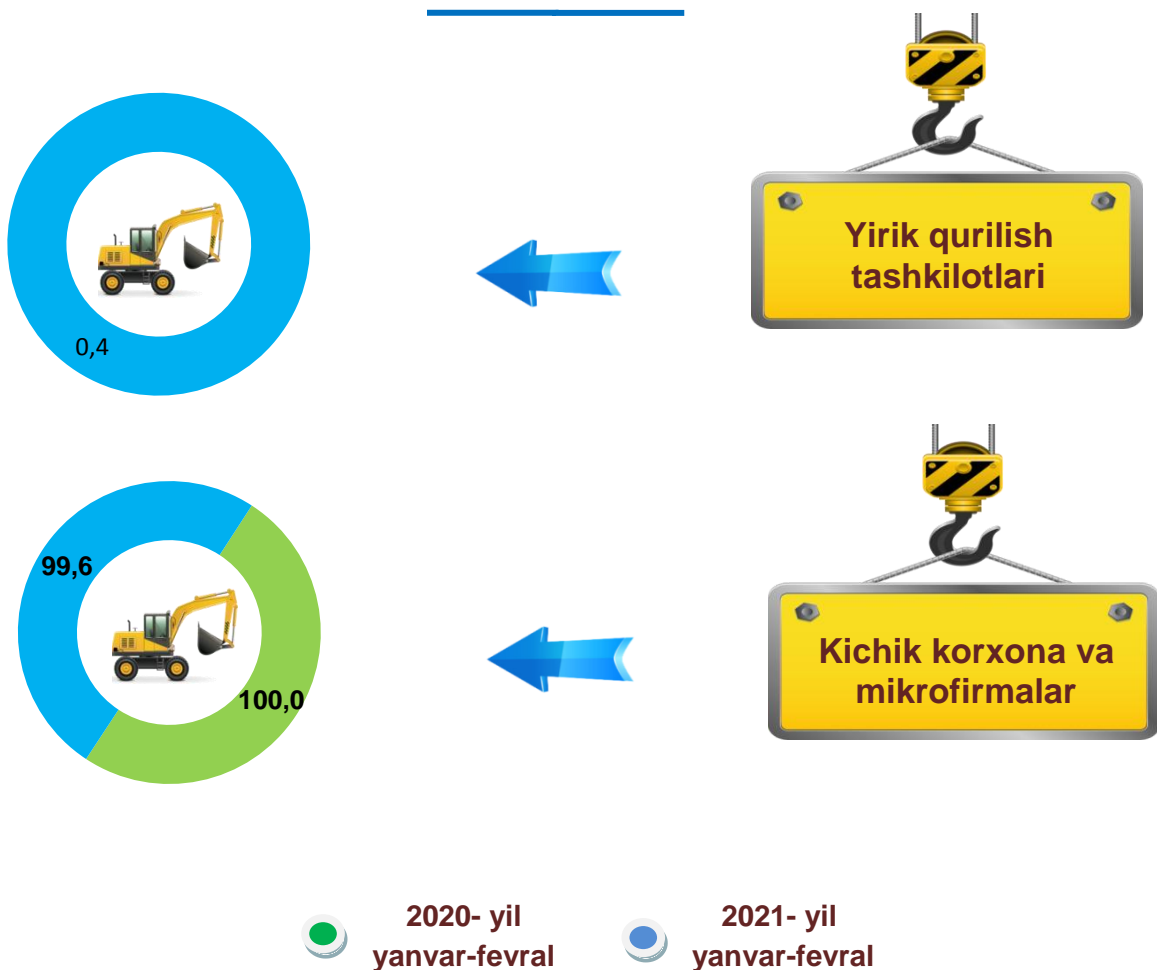 Yirik qurilish
tashkilotlari
0,4
99,6
100,0
Kichik korxona va
mikrofirmalar
2020- yil
yanvar-fevral
2021- yil
yanvar-fevral